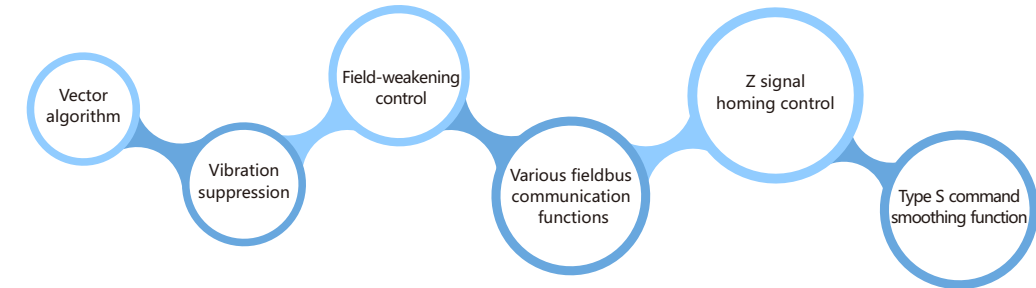 Vector
algorithm
Vibration
suppression
Field-weakening
control
Various fieldbus
communication
functions
Z signal
homing control
Type S command
smoothing function